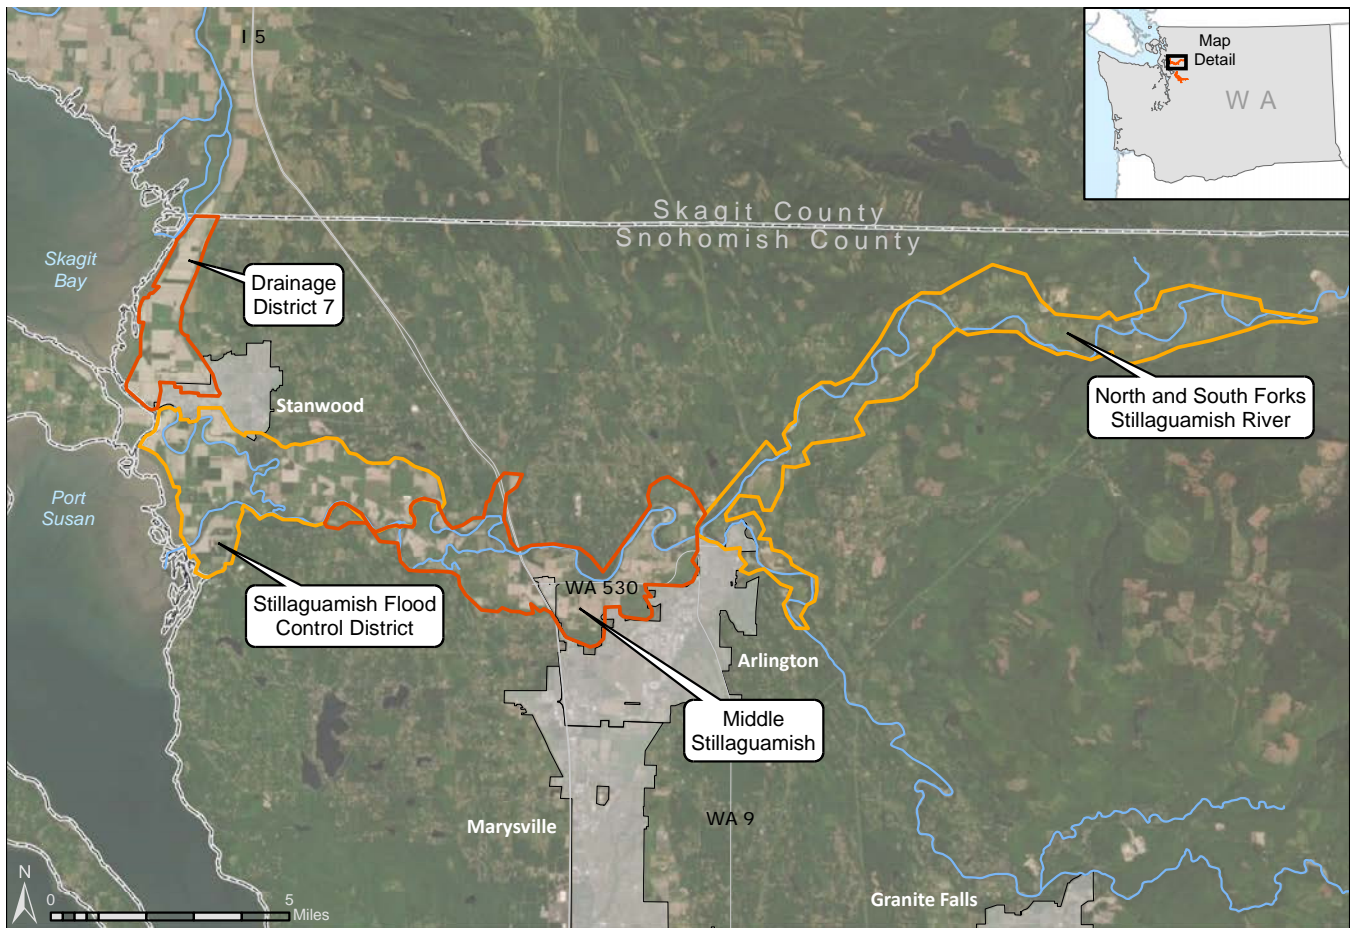 I 5
Map
Detail
W A
Skagit County
Snohomish County
Skagit
Bay
Drainage
District 7
North and South Forks
Stillaguamish River
Stanwood
Port
Susan
Stillaguamish Flood
Control District
WA 530
Arlington
Middle
Stillaguamish
Marysville
WA 9
Granite Falls
N
0
5
Miles